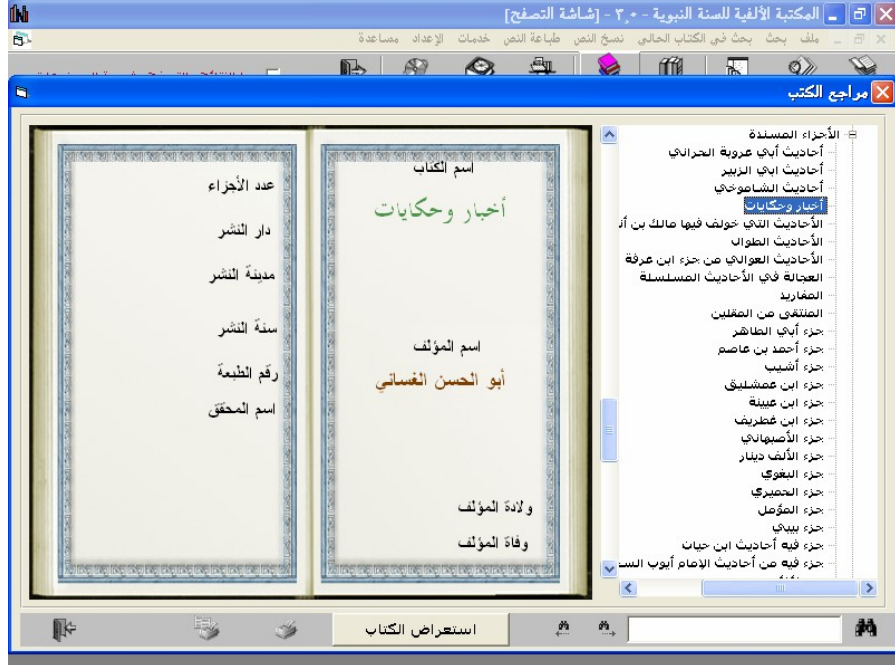 المكتبة الألفية للسنة النبوية - ٣,٠ - [شاشة التصفح]
ملف بحث بحث في الكتاب الحالي نسخ النص طباعة النص خدمات الإعداد مساعدة
مراجع الكتب
الأجزاء المسندة
أحاديث أبي عروبة الحراني
أحاديث ابي الزبير
أحاديث الشاموخي
أخبار وحكايات
الأحاديث التي خولف فيها مالك بن أنـ
الأحاديث الطوال
الأحاديث العوالي من جزء ابن عرفة
العجالة في الأحاديث المسلسلة
المفاريد
المنتقى من المقلين
جزء أبي الطاهر
جزء أحمد بن عاصم
جزء أشيب
جزء ابن عمشليق
جزء ابن عيينة
جزء ابن غطريف
جزء الأصبهاني
جزء الألف دينار
جزء البغوي
جزء الحميري
جزء المؤمل
جزء بيبي
جزء فيه أحاديث ابن حيان
جزء فيه من أحاديث الإمام أيوب السـ
اسم الكتاب
أخبار وحكايات
اسم المؤلف
أبو الحسن الغساني
ولادة المؤلف
وفاة المؤلف
عدد الأجزاء
دار النشر
مدينة النشر
سنة النشر
رقم الطبعة
اسم المحقق
استعراض الكتاب